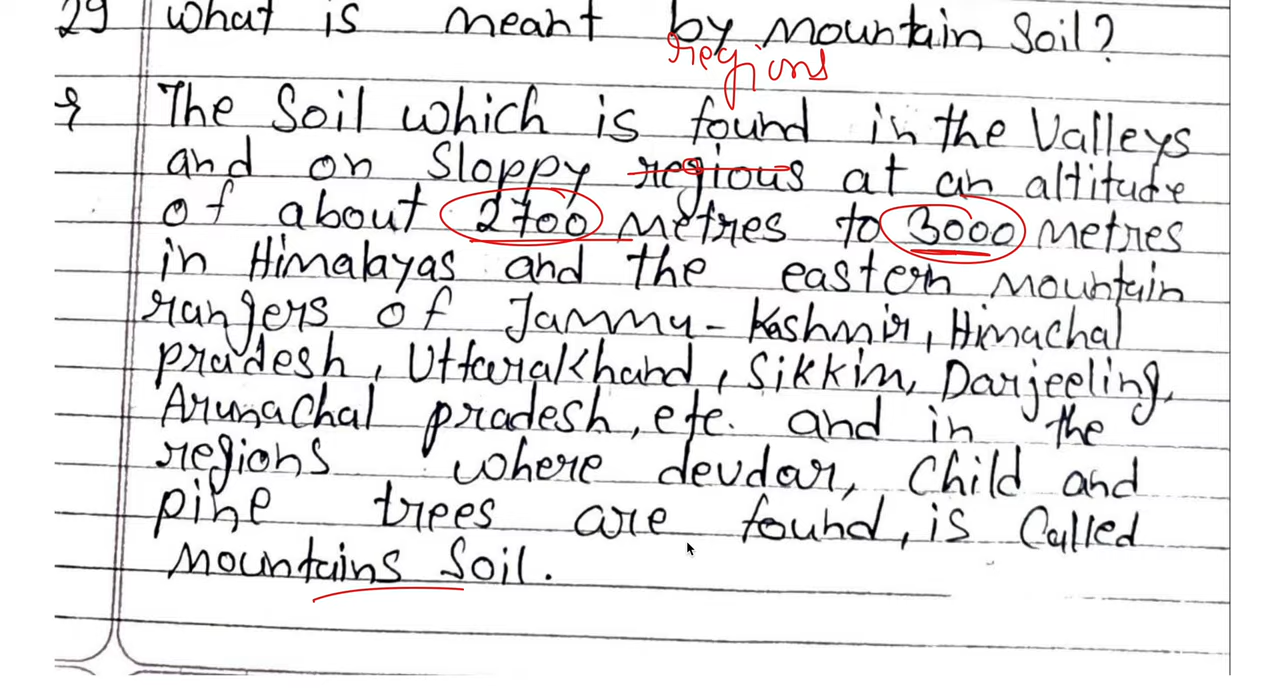 29 What is meant by mountain Soil?
regions
The Soil which is found in the Valleys
and on Sloppy regious at an altitude
of about 2700 metres to 3000 metres
in Himalayas and the eastern mountain
rangers of Jammu-Kashmir, Himachal
pradesh, Uttarakhand, Sikkim, Darjeeling,
Arunachal pradesh, etc. and in the
regions where devdar, Child and
pine trees are found, is Called
mountains Soil.